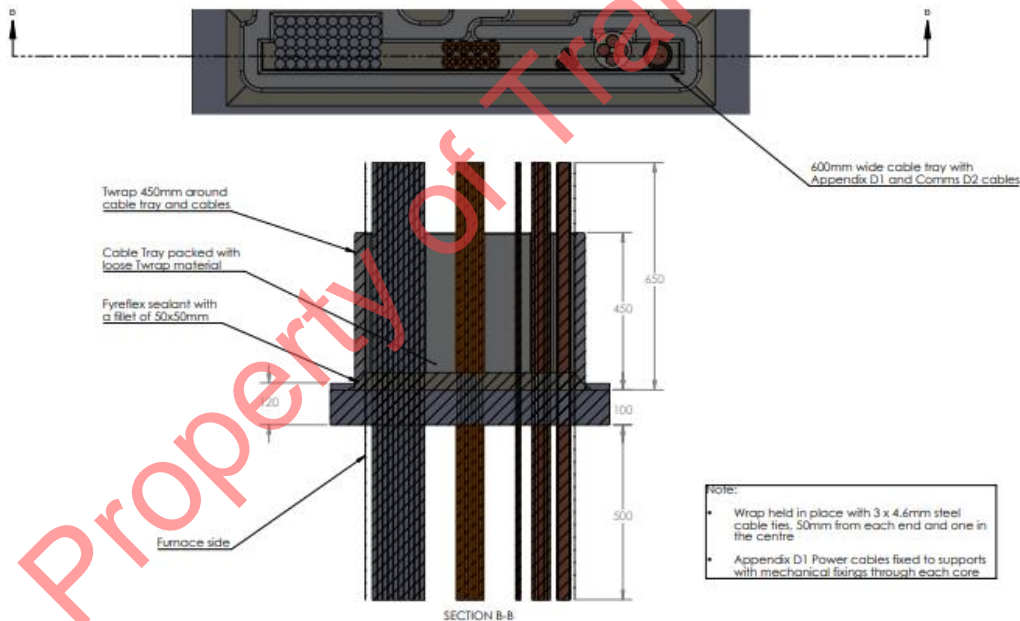 B
B
600mm wide cable tray with
Appendix D1 and Comms D2 cables
Twrap 450mm around
cable tray and cables
Cable Tray packed with
loose Twrap material
Fyreflex sealant with
a fillet of 50x50mm
650
450
120
100
500
Furnace side
Note:
• Wrap held in place with 3 x 4.6mm steel
cable ties, 50mm from each end and one in
the centre
• Appendix D1 Power cables fixed to supports
with mechanical fixings through each core
SECTION B-B
Property of